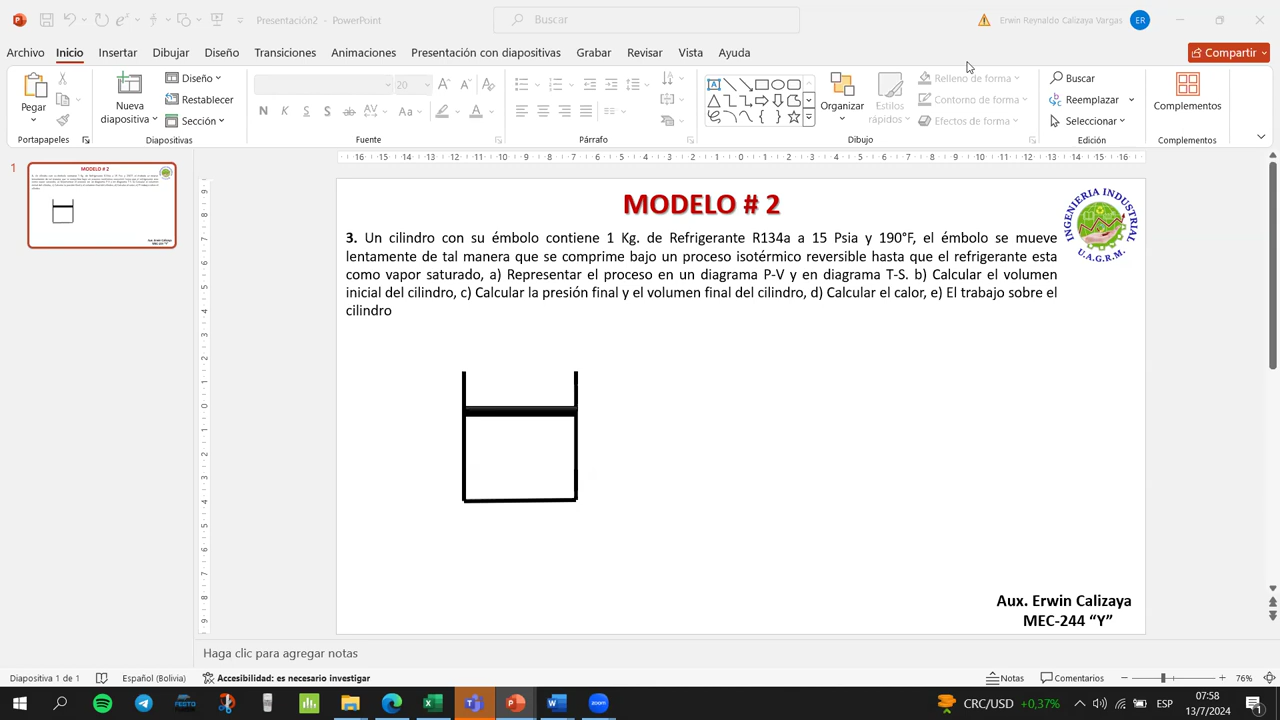 Presentación2 - PowerPoint
Buscar
Erwin Reynaldo Calizaya Vargas
ER
Archivo Inicio Insertar Dibujar Diseño Transiciones Animaciones Presentación con diapositivas Grabar Revisar Vista Ayuda
Compartir
Pegar
Portapapeles
Nueva diapositiva
Diseño
Restablecer
Sección
Diapositivas
20
N K S
Fuente
Párrafo
Organizar
Estilos rápidos
Relleno de forma
Contorno de forma
Efectos de forma
Dibujo
Buscar
Reemplazar
Seleccionar
Edición
Complementos
Complementos
1
MODELO # 2
INGENIERIA INDUSTRIAL
U.A.G.R.M.
3. Un cilindro con su émbolo contiene 1 Kg. de Refrigerante R134a a 15 Psia y 190°F, el émbolo se mueve
lentamente de tal manera que se comprime bajo un proceso isotérmico reversible hasta que el refrigerante esta
como vapor saturado, a) Representar el proceso en un diagrama P-V y en diagrama T-S. b) Calcular el volumen
inicial del cilindro, c) Calcular la presión final y el volumen final del cilindro, d) Calcular el calor, e) El trabajo sobre el
cilindro
Aux. Erwin Calizaya
MEC-244 “Y”
Haga clic para agregar notas
Diapositiva 1 de 1 Español (Bolivia) Accesibilidad: es necesario investigar Notas Comentarios 76%
FESTO
zoom
CRC/USD +0,37% ESP
07:58
13/7/2024